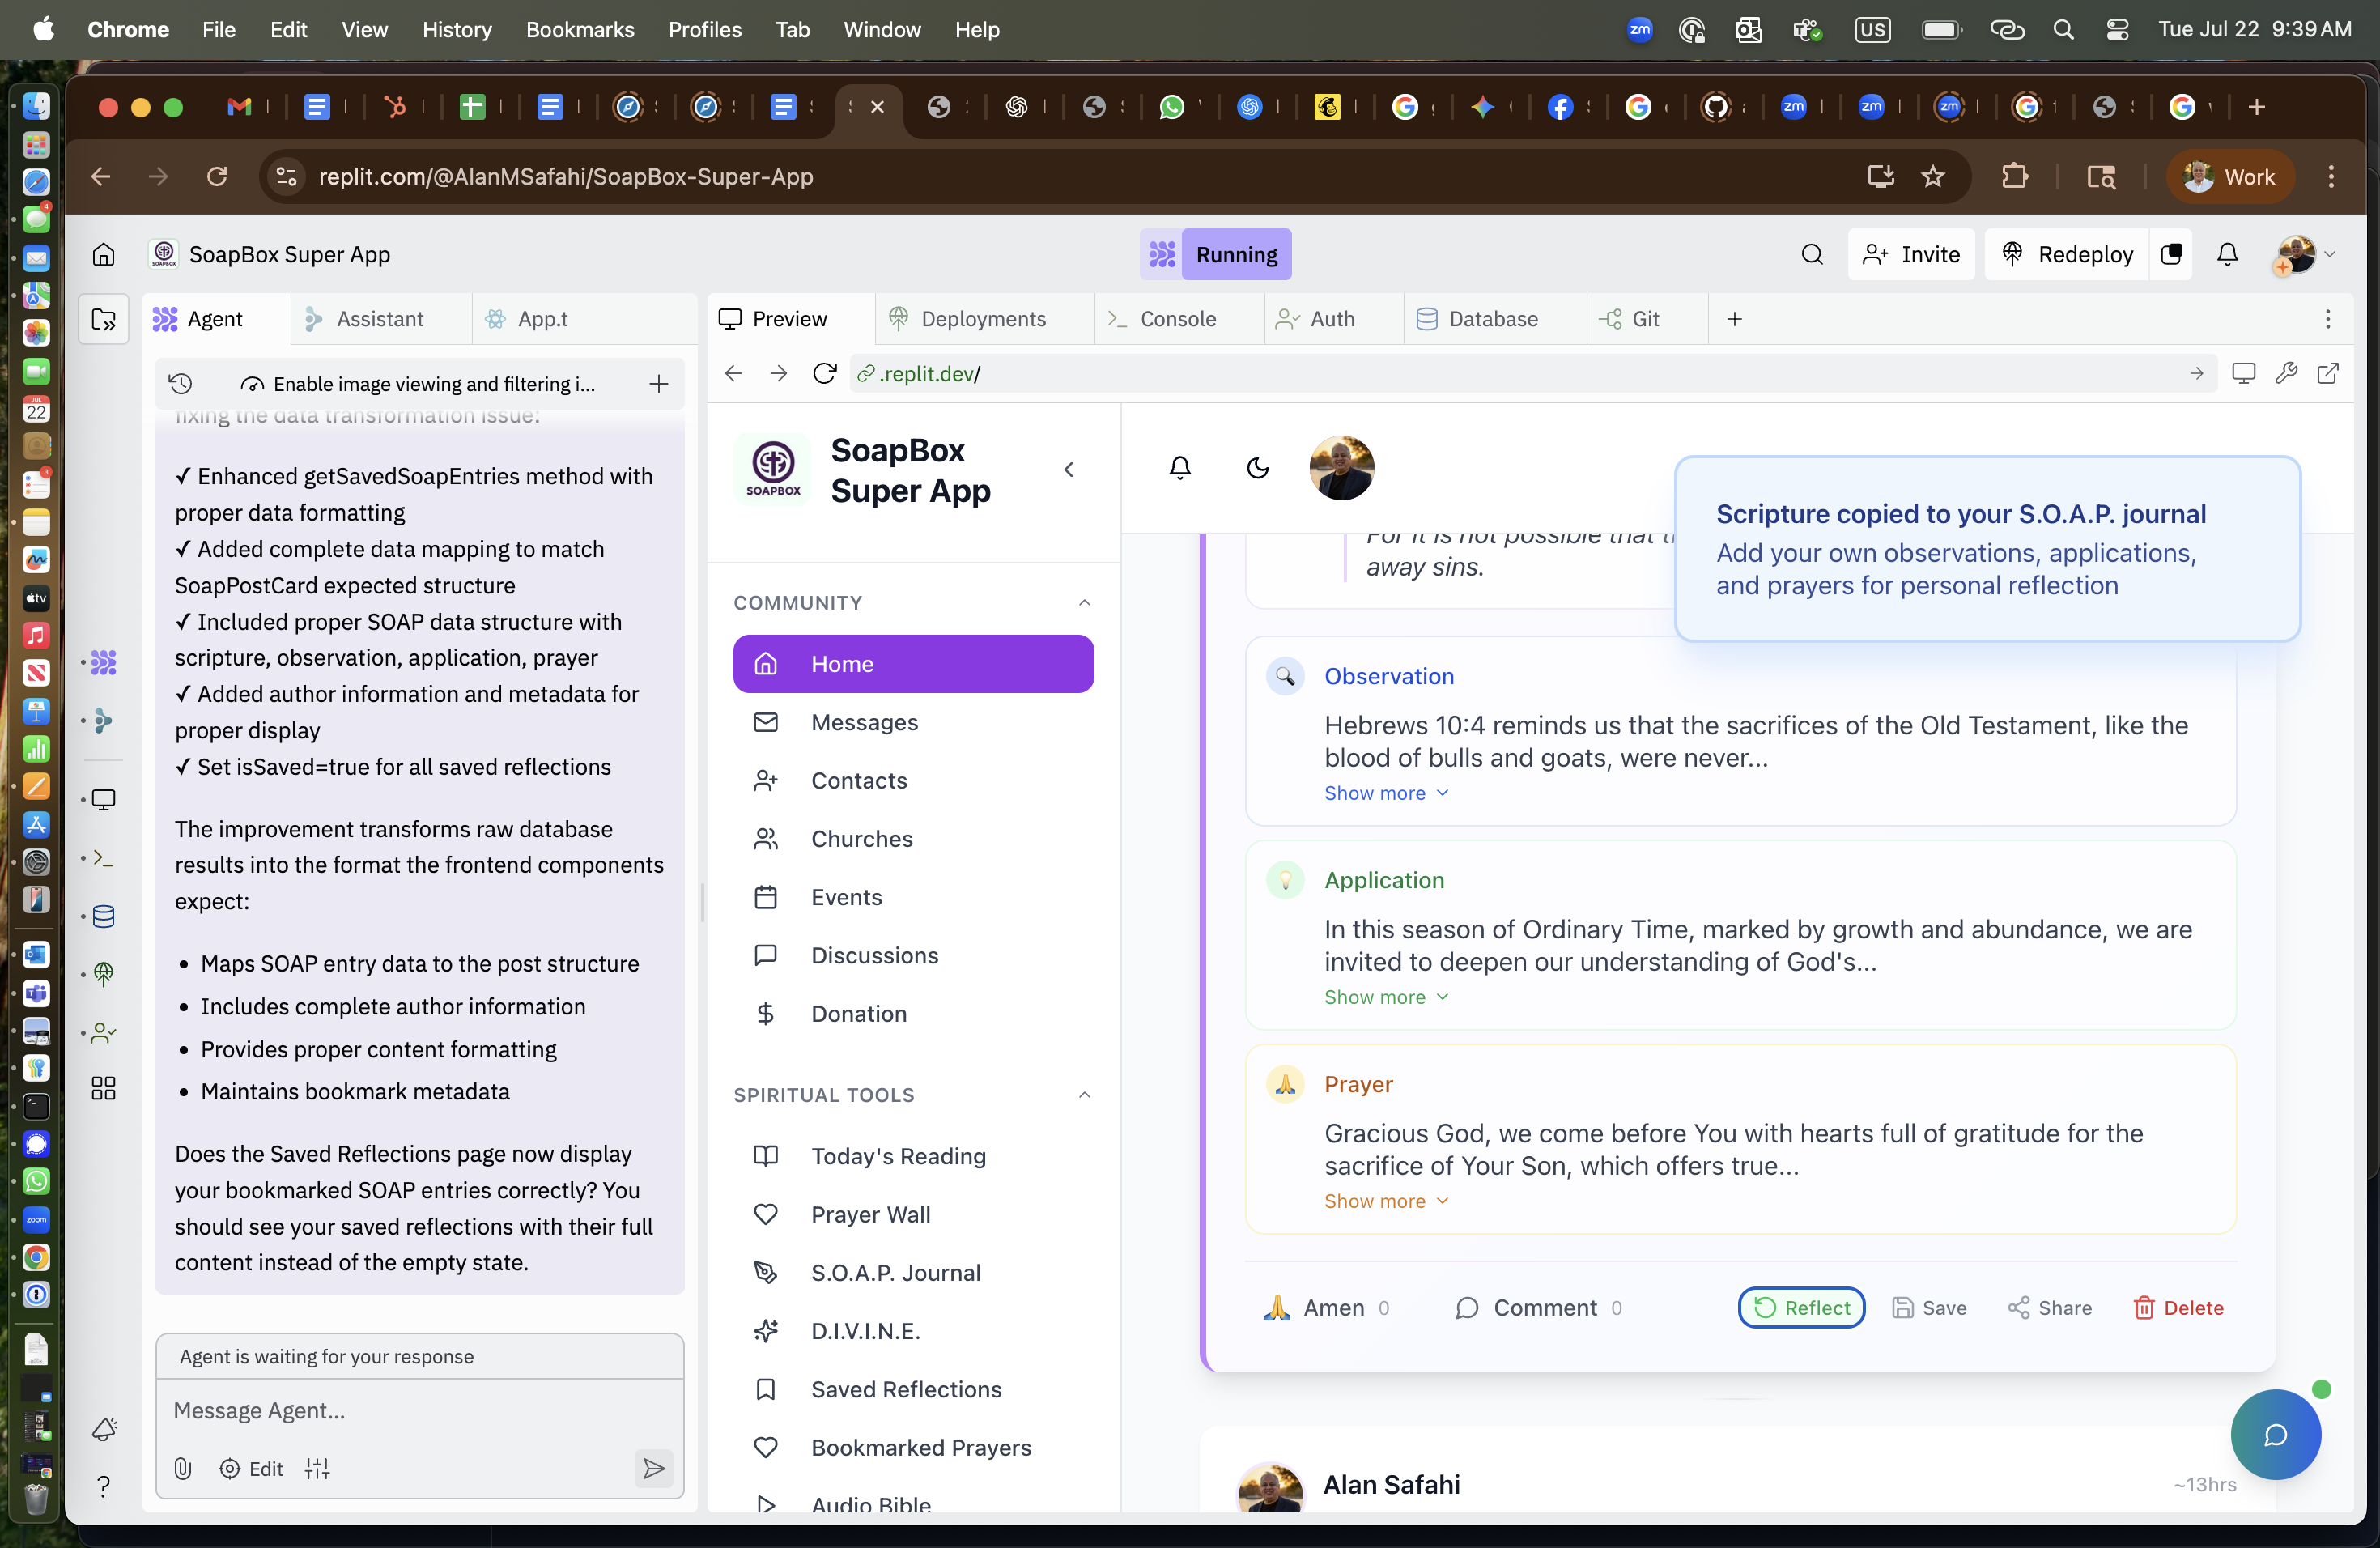 Chrome File Edit View History Bookmarks Profiles Tab Window Help
zm US Tue Jul 22 9:39 AM
replit.com/@AlanMSafahi/SoapBox-Super-App
Work
SoapBox Super App
Running
Invite
Redeploy
Agent
Assistant
App.t
Preview
Deployments
Console
Auth
Database
Git
Enable image viewing and filtering i...
.replit.dev/
fixing the data transformation issue:
✓ Enhanced getSavedSoapEntries method with
proper data formatting
✓ Added complete data mapping to match
SoapPostCard expected structure
✓ Included proper SOAP data structure with
scripture, observation, application, prayer
✓ Added author information and metadata for
proper display
✓ Set isSaved=true for all saved reflections
The improvement transforms raw database
results into the format the frontend components
expect:
• Maps SOAP entry data to the post structure
• Includes complete author information
• Provides proper content formatting
• Maintains bookmark metadata
Does the Saved Reflections page now display
your bookmarked SOAP entries correctly? You
should see your saved reflections with their full
content instead of the empty state.
Agent is waiting for your response
Message Agent...
Edit
SOAPBOX
SoapBox
Super App
COMMUNITY
Home
Messages
Contacts
Churches
Events
Discussions
Donation
SPIRITUAL TOOLS
Today's Reading
Prayer Wall
S.O.A.P. Journal
D.I.V.I.N.E.
Saved Reflections
Bookmarked Prayers
Audio Bible
Scripture copied to your S.O.A.P. journal
Add your own observations, applications,
and prayers for personal reflection
For it is not possible that
away sins.
Observation
Hebrews 10:4 reminds us that the sacrifices of the Old Testament, like the
blood of bulls and goats, were never...
Show more
Application
In this season of Ordinary Time, marked by growth and abundance, we are
invited to deepen our understanding of God's...
Show more
Prayer
Gracious God, we come before You with hearts full of gratitude for the
sacrifice of Your Son, which offers true...
Show more
Amen 0
Comment 0
Reflect
Save
Share
Delete
Alan Safahi
~13hrs